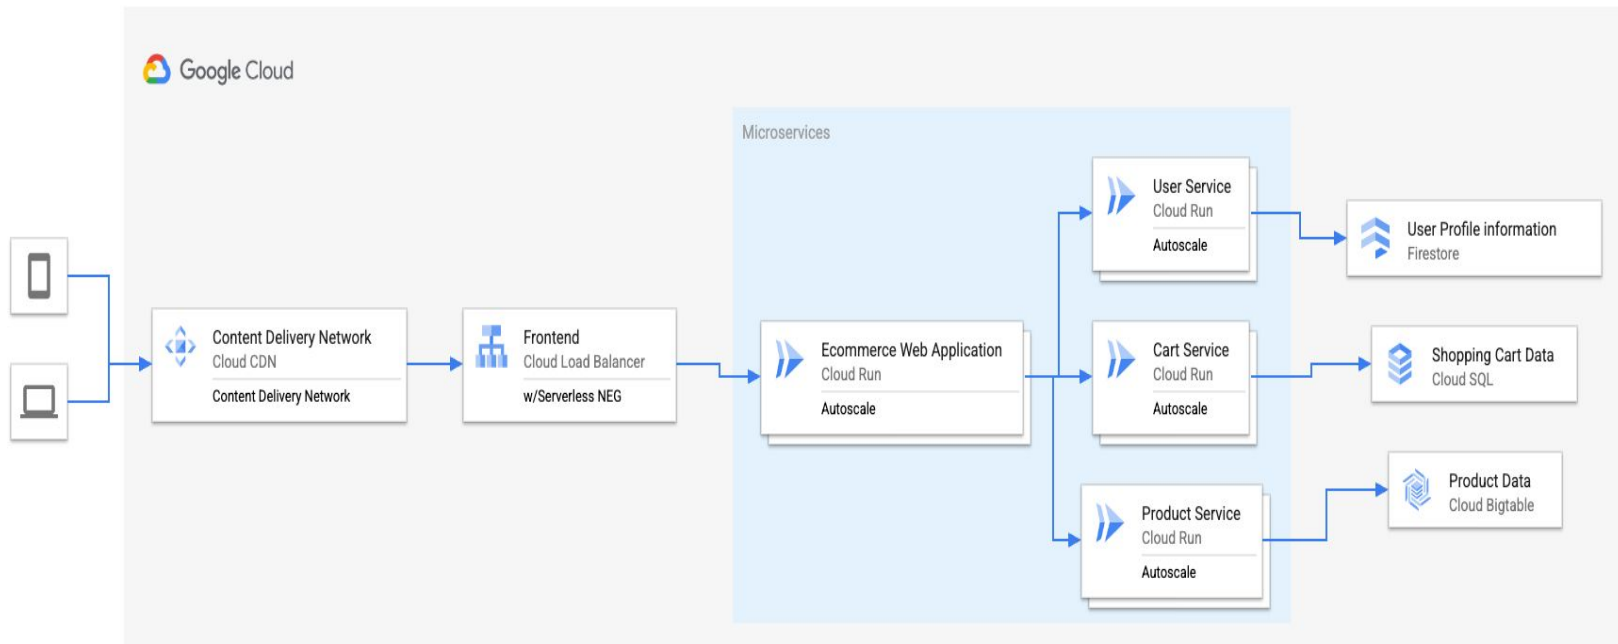 Google Cloud
Microservices
User Service
Cloud Run
Autoscale
User Profile information
Firestore
Content Delivery Network
Cloud CDN
Content Delivery Network
Frontend
Cloud Load Balancer
w/Serverless NEG
Ecommerce Web Application
Cloud Run
Autoscale
Cart Service
Cloud Run
Autoscale
Shopping Cart Data
Cloud SQL
Product Service
Cloud Run
Autoscale
Product Data
Cloud Bigtable